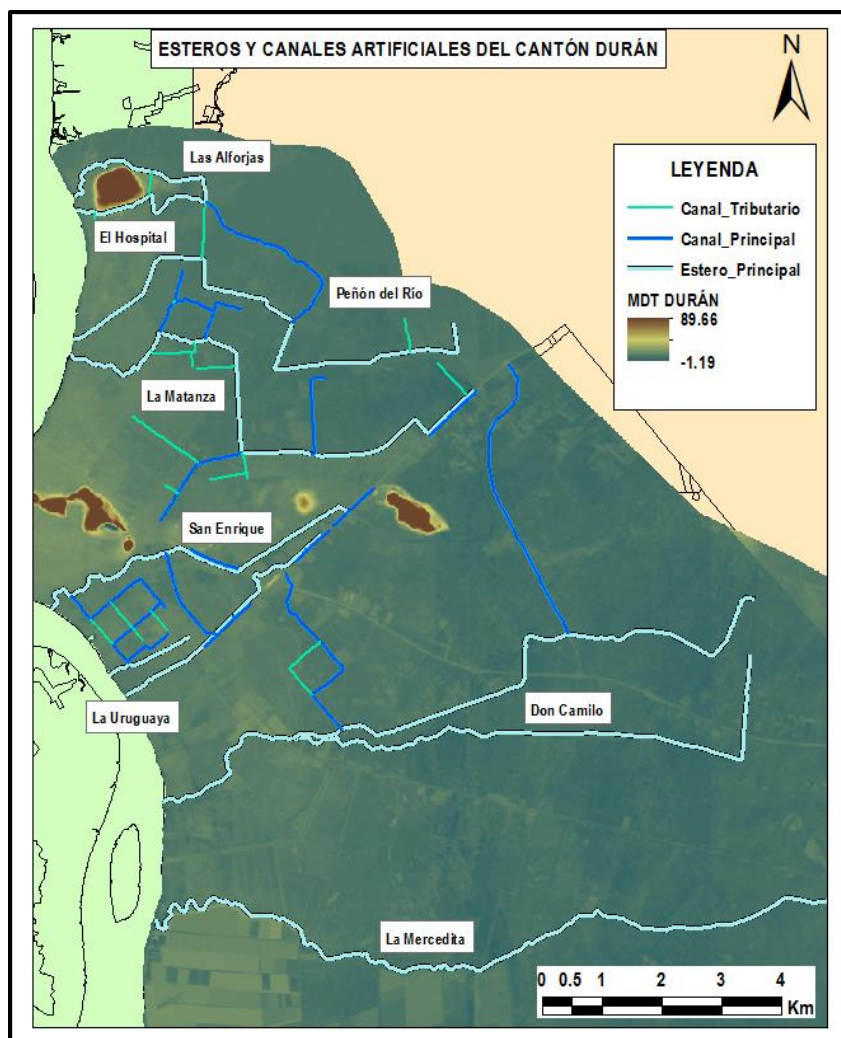 ESTEROS Y CANALES ARTIFICIALES DEL CANTÓN DURÁN
N
Las Alforjas
El Hospital
Peñón del Río
La Matanza
San Enrique
La Uruguaya
Don Camilo
La Mercedita
LEYENDA
Canal_Tributario
Canal_Principal
Estero_Principal
MDT DURÁN
89.66
-1.19
0 0.5 1 2 3 4
Km